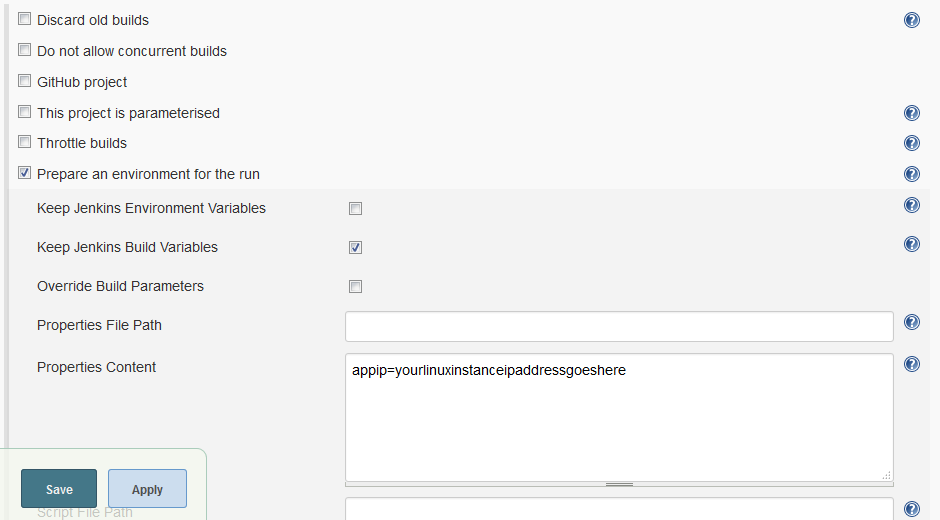 Discard old builds
Do not allow concurrent builds
GitHub project
This project is parameterised
Throttle builds
Prepare an environment for the run
Keep Jenkins Environment Variables
Keep Jenkins Build Variables
Override Build Parameters
Properties File Path
Properties Content
appip=yourlinuxinstanceipaddressgoeshere
Save
Apply
Script File Path